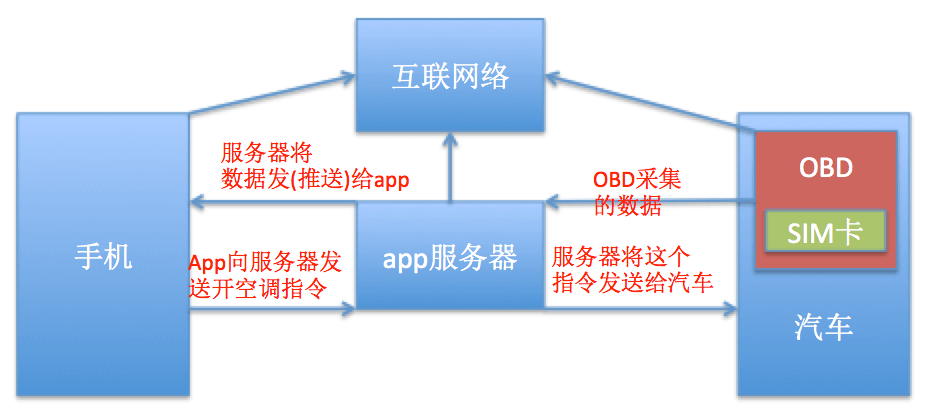 互联网络
服务器将
数据发(推送)给app
OBD采集
的数据
OBD
SIM卡
手机
app服务器
App向服务器发
送开空调指令
服务器将这个
指令发送给汽车
汽车